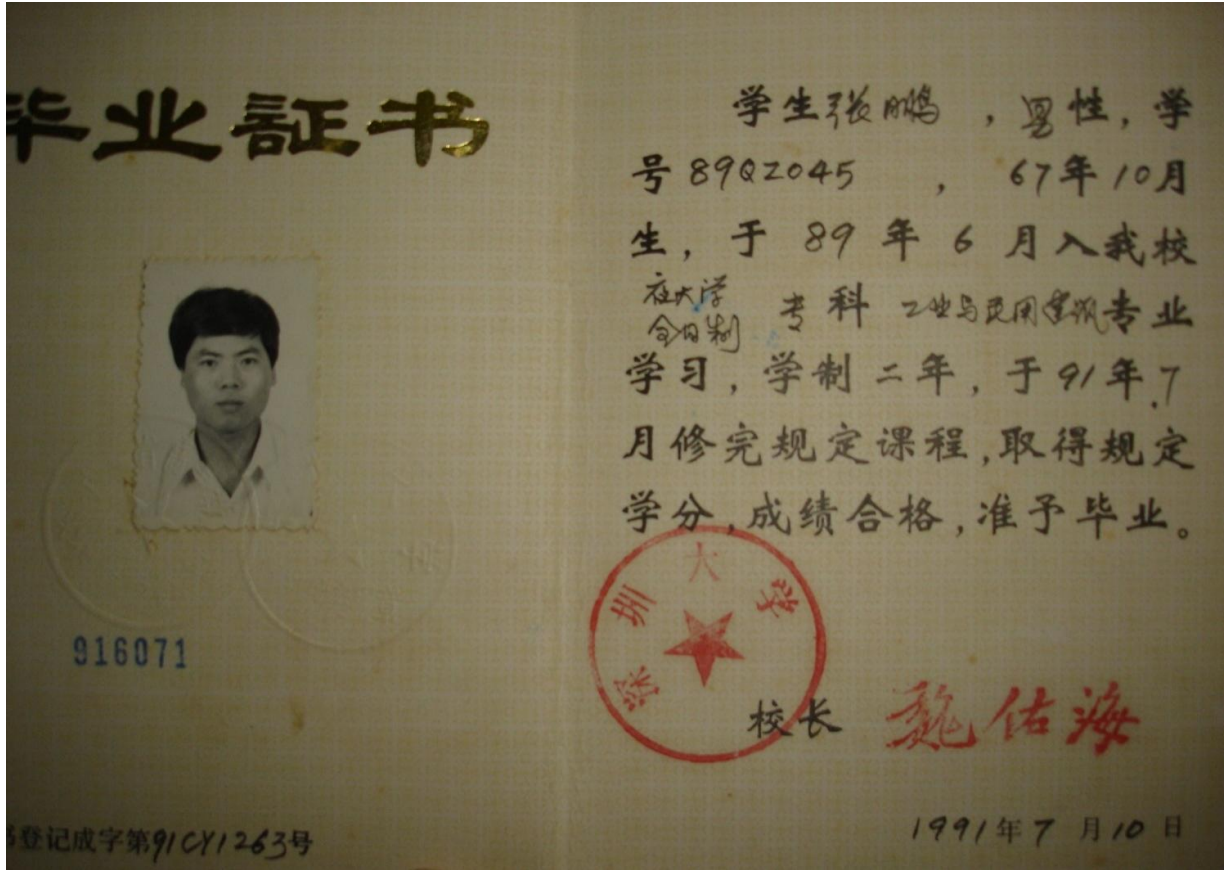 毕业証书
916071
书登记成字第91CY1263号
学生张鹏，男性，学
号89QZ045，67年10月
生，于89年6月入我校
夜大学
全日制 专科 工业与民用建筑专业
学习，学制二年，于91年7
月修完规定课程，取得规定
学分，成绩合格，准予毕业。
深圳大学
校长 魏佑海
1991年7月10日